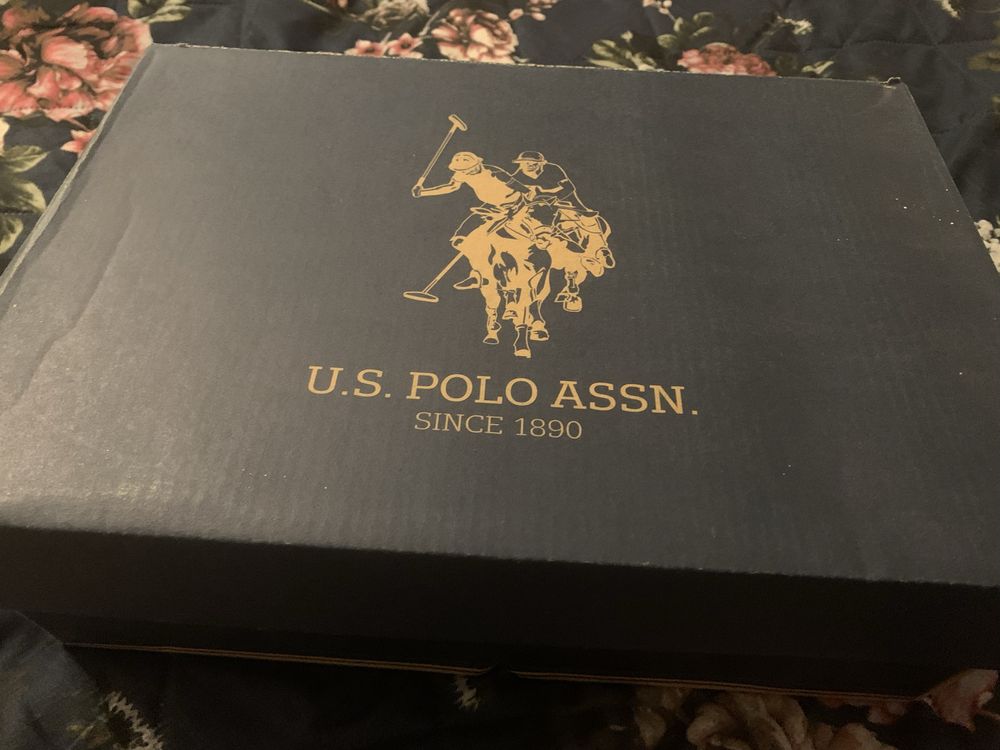 U.S. POLO ASSN.
SINCE 1890